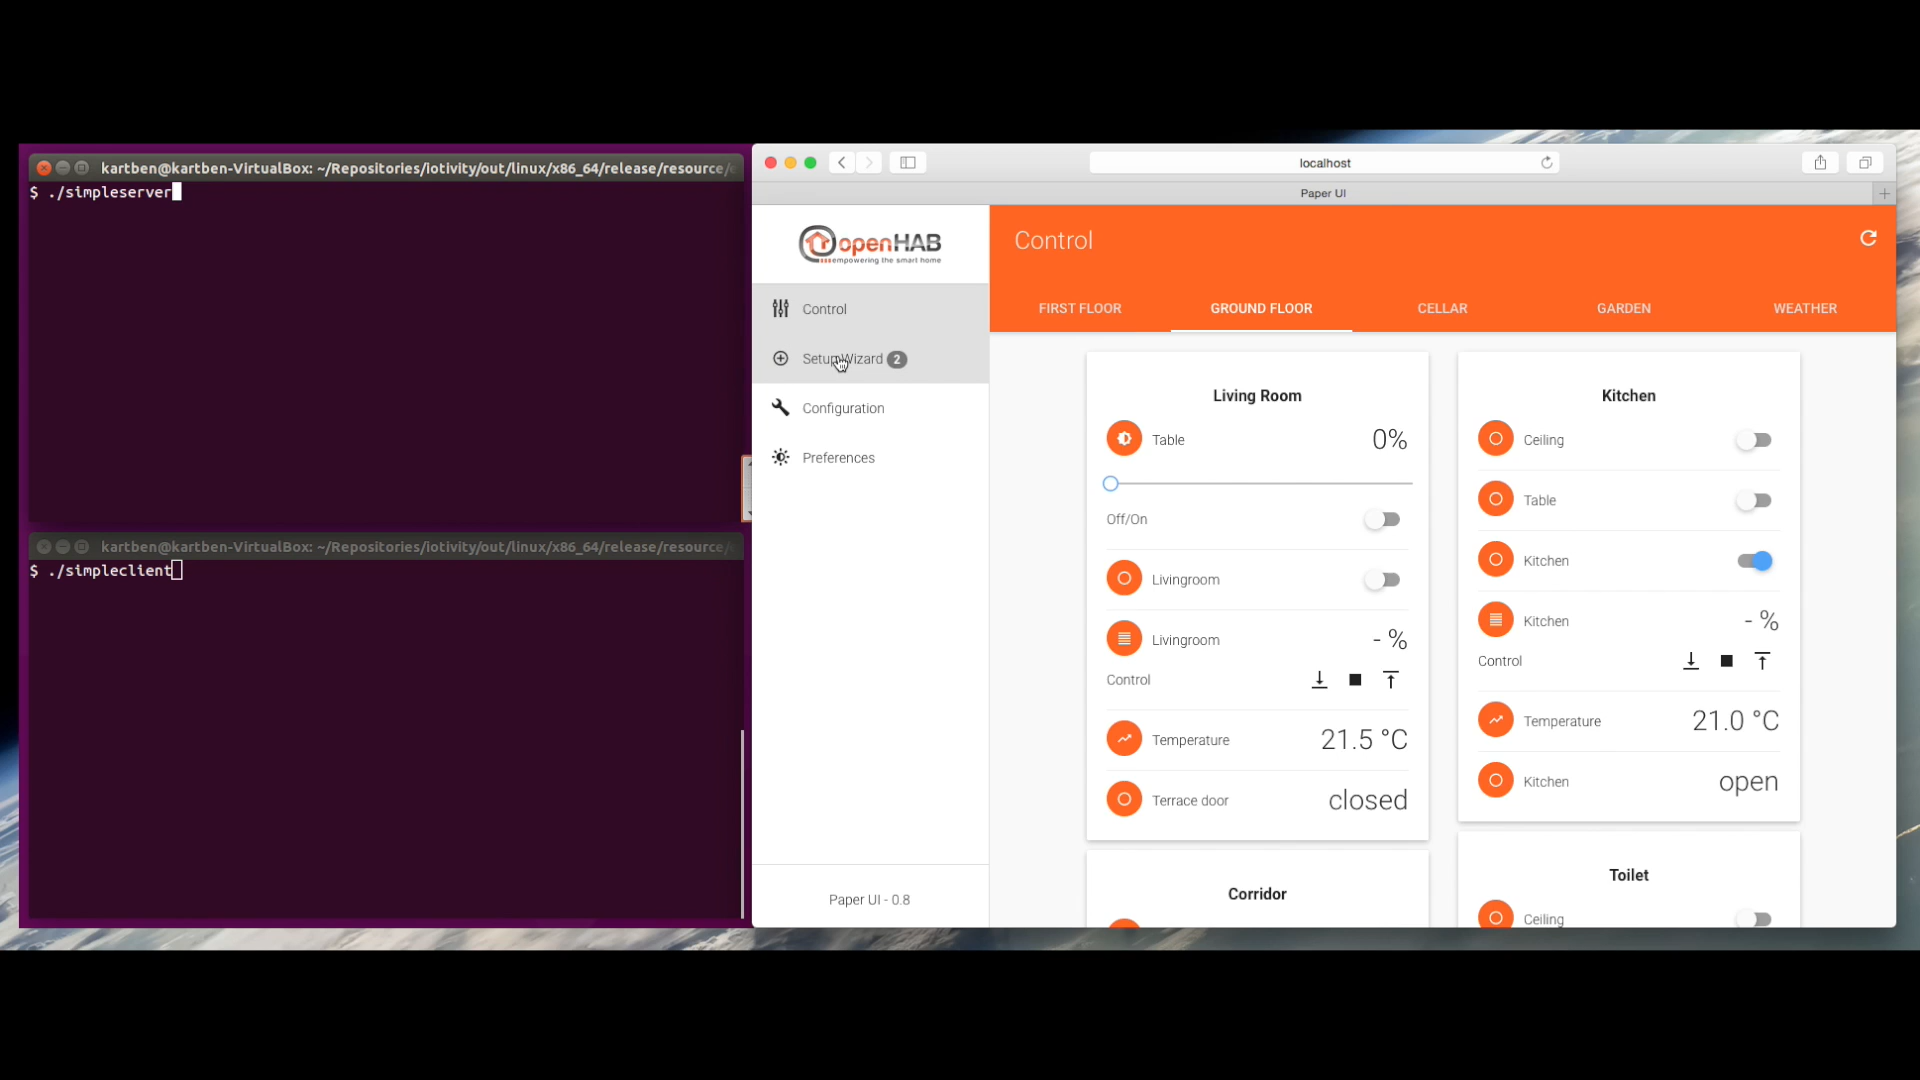 kartben@kartben-VirtualBox: ~/Repositories/iotivity/out/linux/x86_64/release/resource/
$ ./simpleserver
kartben@kartben-VirtualBox: ~/Repositories/iotivity/out/linux/x86_64/release/resource/
$ ./simpleclient
localhost
Paper UI
openHAB
empowering the smart home
Control
Setup Wizard 2
Configuration
Preferences
Paper UI - 0.8
Control
FIRST FLOOR
GROUND FLOOR
CELLAR
GARDEN
WEATHER
Living Room
Table 0%
Off/On
Livingroom
Livingroom - %
Control
Temperature 21.5 °C
Terrace door closed
Corridor
Kitchen
Ceiling
Table
Kitchen
Kitchen - %
Control
Temperature 21.0 °C
Kitchen open
Toilet
Ceiling